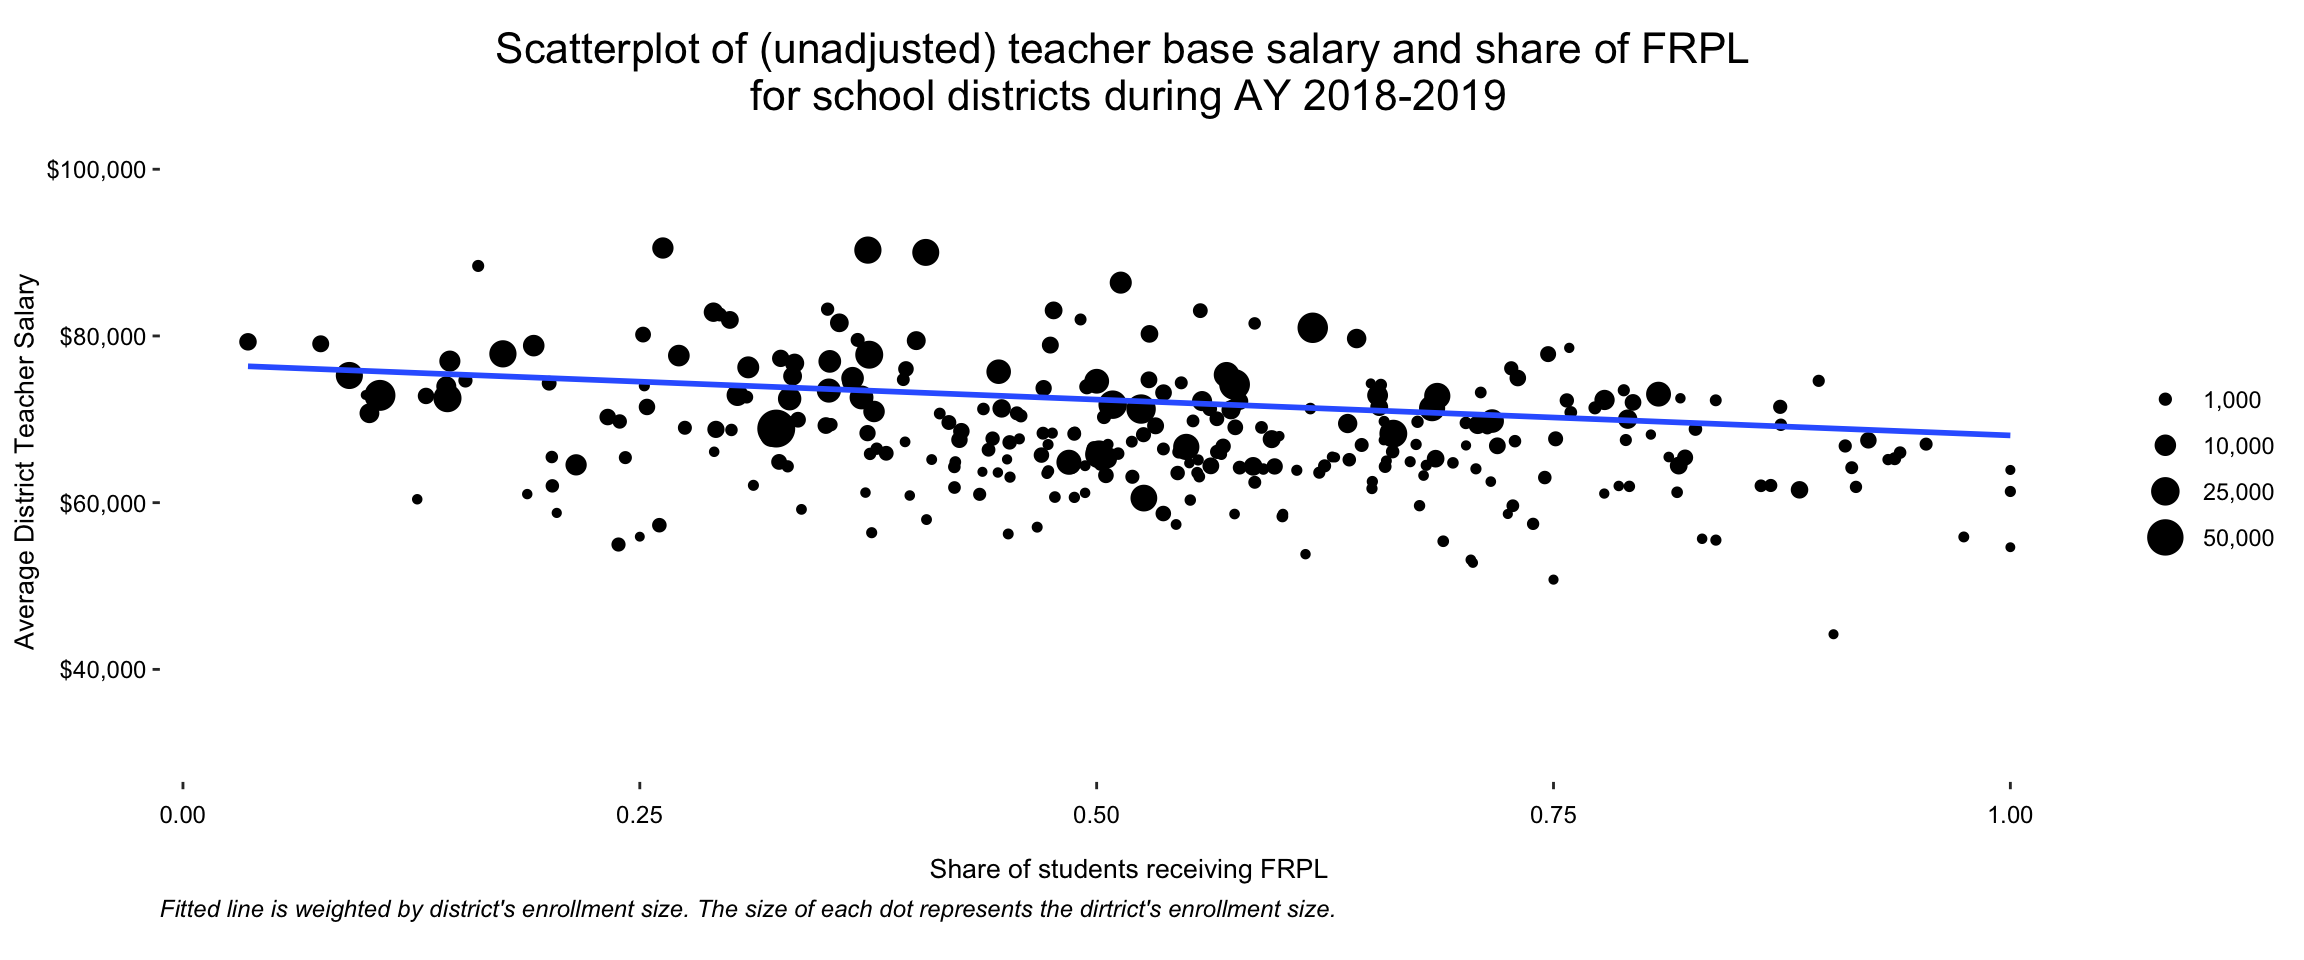 Scatterplot of (unadjusted) teacher base salary and share of FRPL
for school districts during AY 2018-2019
$100,000
$80,000
$60,000
$40,000
Average District Teacher Salary
1,000
10,000
25,000
50,000
0.00
0.25
0.50
0.75
1.00
Share of students receiving FRPL
Fitted line is weighted by district's enrollment size. The size of each dot represents the dirtrict's enrollment size.